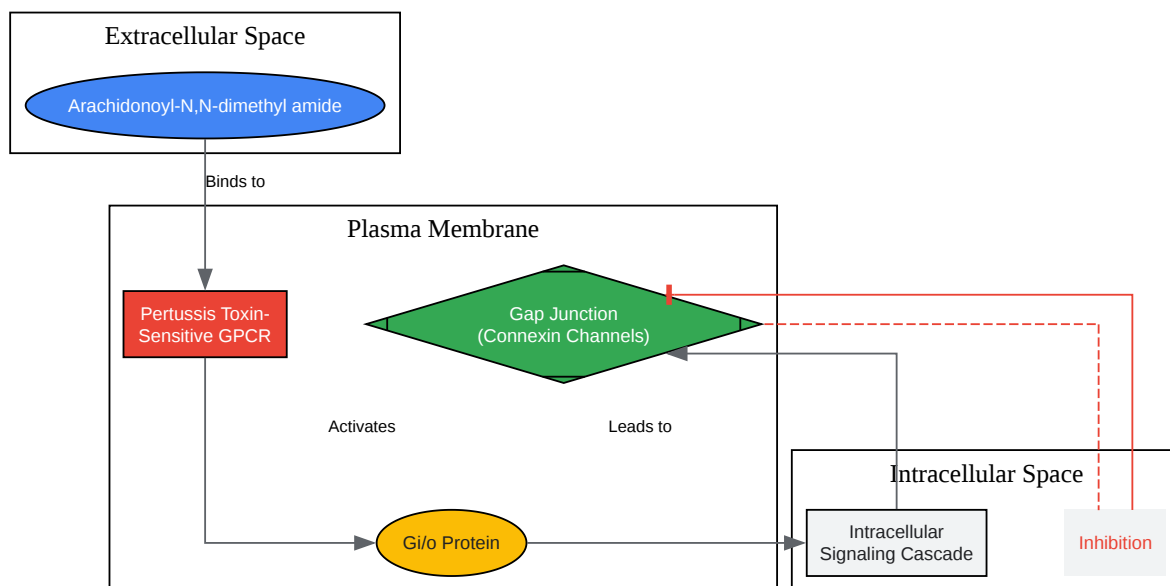 Extracellular Space
Arachidonoyl-N,N-dimethyl amide
Binds to
Plasma Membrane
Pertussis Toxin-
Sensitive GPCR
Gap Junction
(Connexin Channels)
Activates
Leads to
Intracellular Space
Gi/o Protein
Intracellular
Signaling Cascade
Inhibition